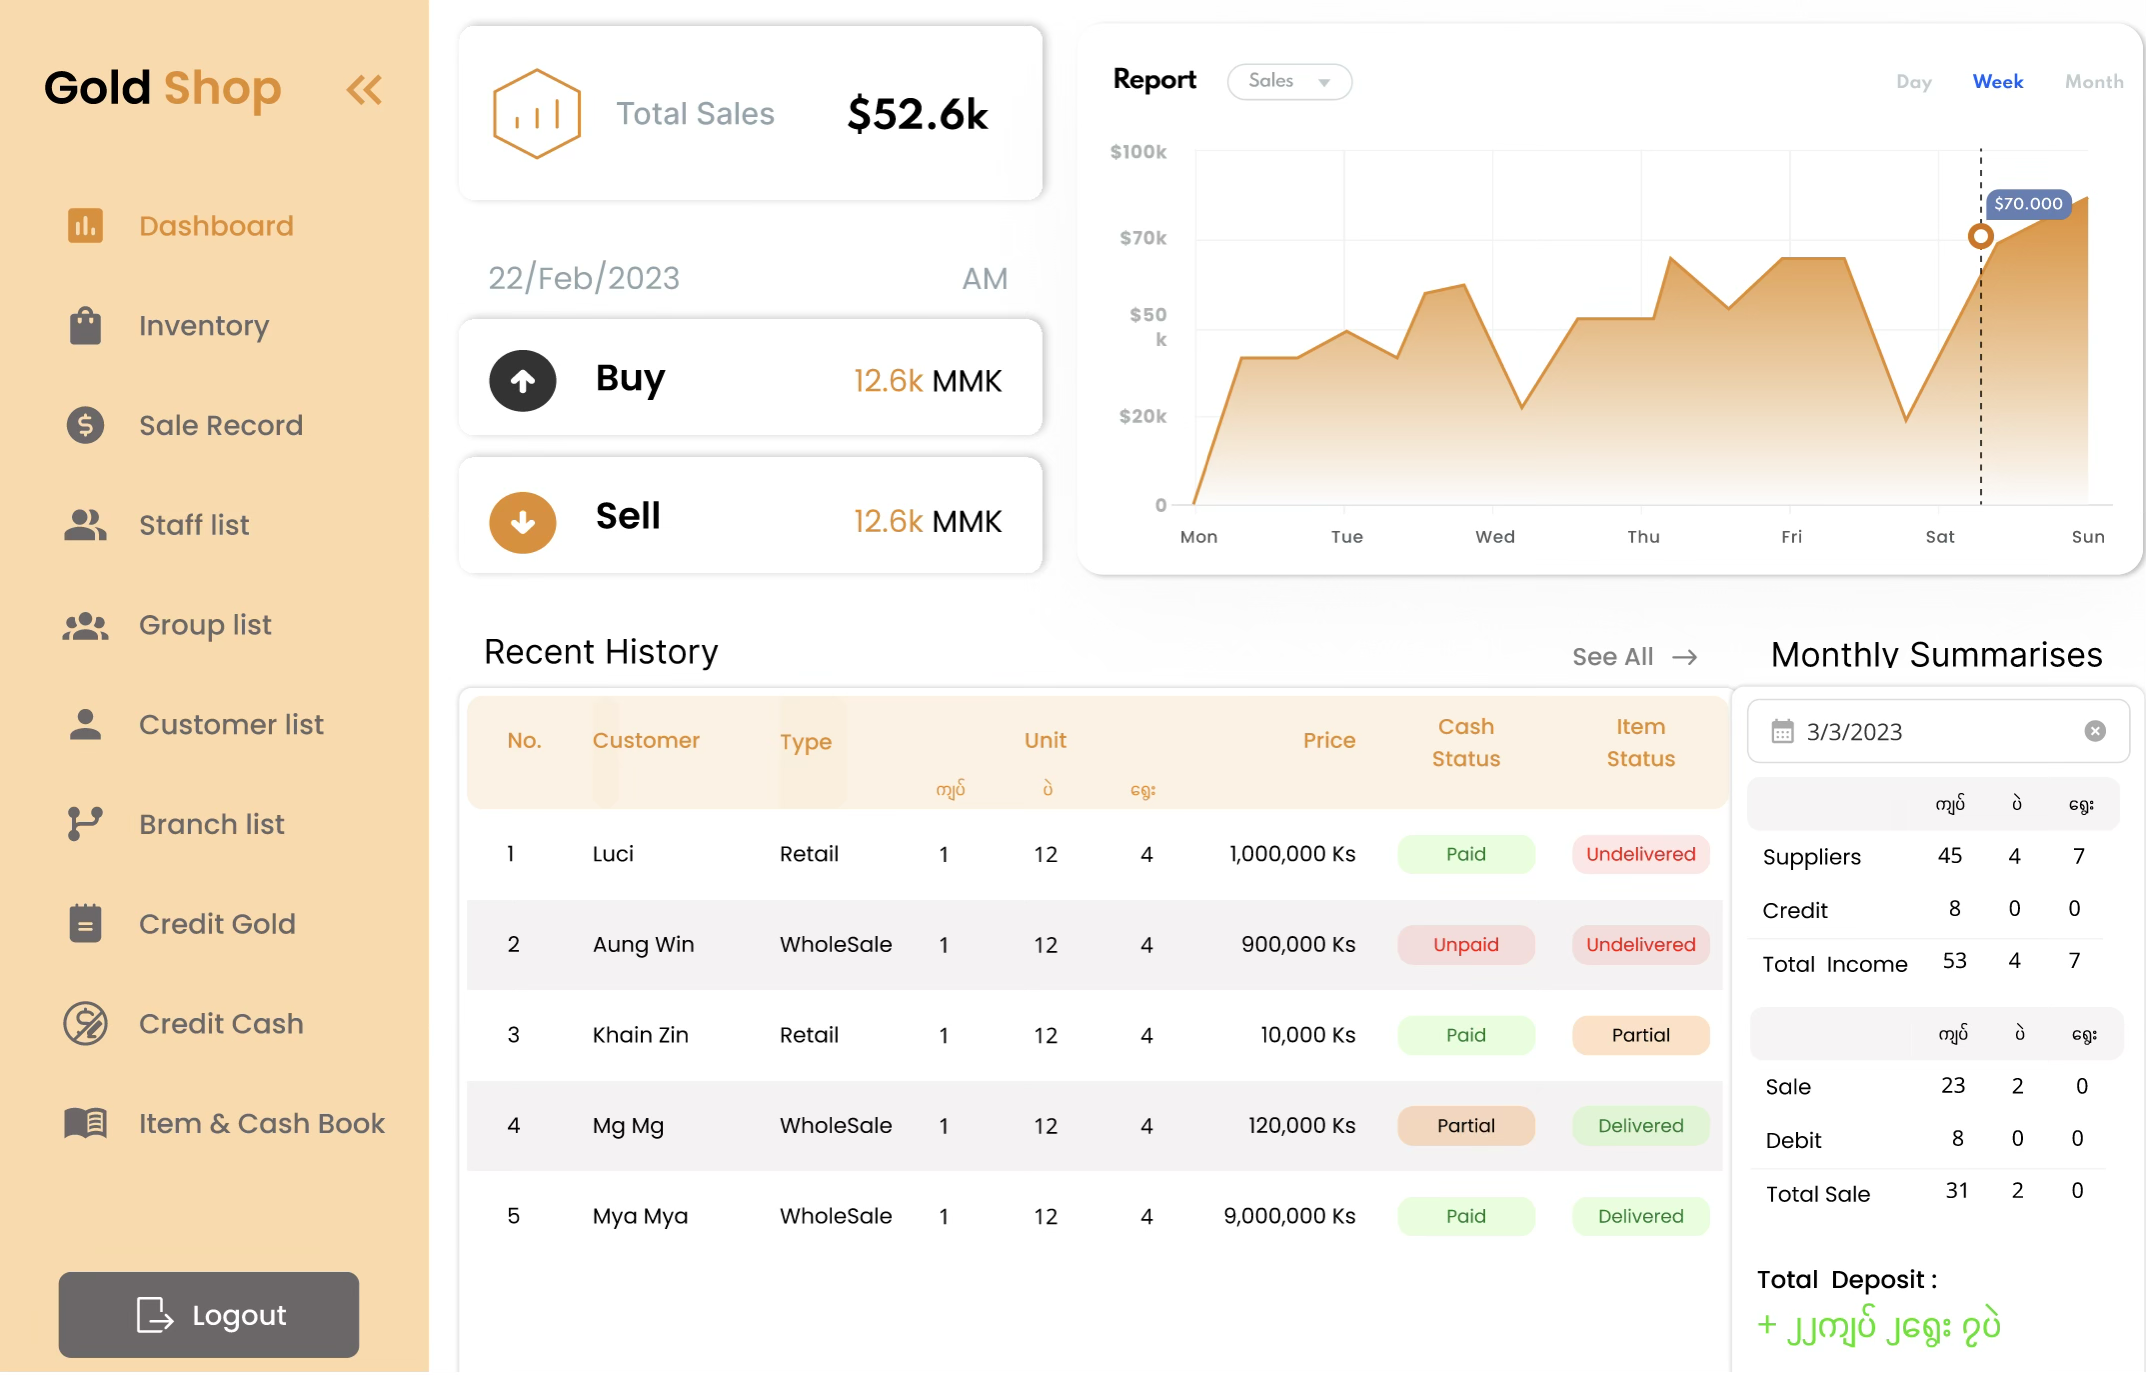 Gold Shop
Dashboard
Inventory
Sale Record
Staff list
Group list
Customer list
Branch list
Credit Gold
Credit Cash
Item & Cash Book
Logout
Total Sales $52.6k
22/Feb/2023 AM
Buy 12.6k MMK
Sell 12.6k MMK
Report Sales Day Week Month
$100k
$70k
$50
k
$20k
0
$70.000
Mon Tue Wed Thu Fri Sat Sun
Recent History See All
No. Customer Type Unit Price Cash Status Item Status
ကျပ် ပဲ ရွေး
1 Luci Retail 1 12 4 1,000,000 Ks Paid Undelivered
2 Aung Win WholeSale 1 12 4 900,000 Ks Unpaid Undelivered
3 Khain Zin Retail 1 12 4 10,000 Ks Paid Partial
4 Mg Mg WholeSale 1 12 4 120,000 Ks Partial Delivered
5 Mya Mya WholeSale 1 12 4 9,000,000 Ks Paid Delivered
Monthly Summarises
3/3/2023
ကျပ် ပဲ ရွေး
Suppliers 45 4 7
Credit 8 0 0
Total Income 53 4 7
ကျပ် ပဲ ရွေး
Sale 23 2 0
Debit 8 0 0
Total Sale 31 2 0
Total Deposit :
+ ၂၂ကျပ် ၂ရွေး ၇ပဲ